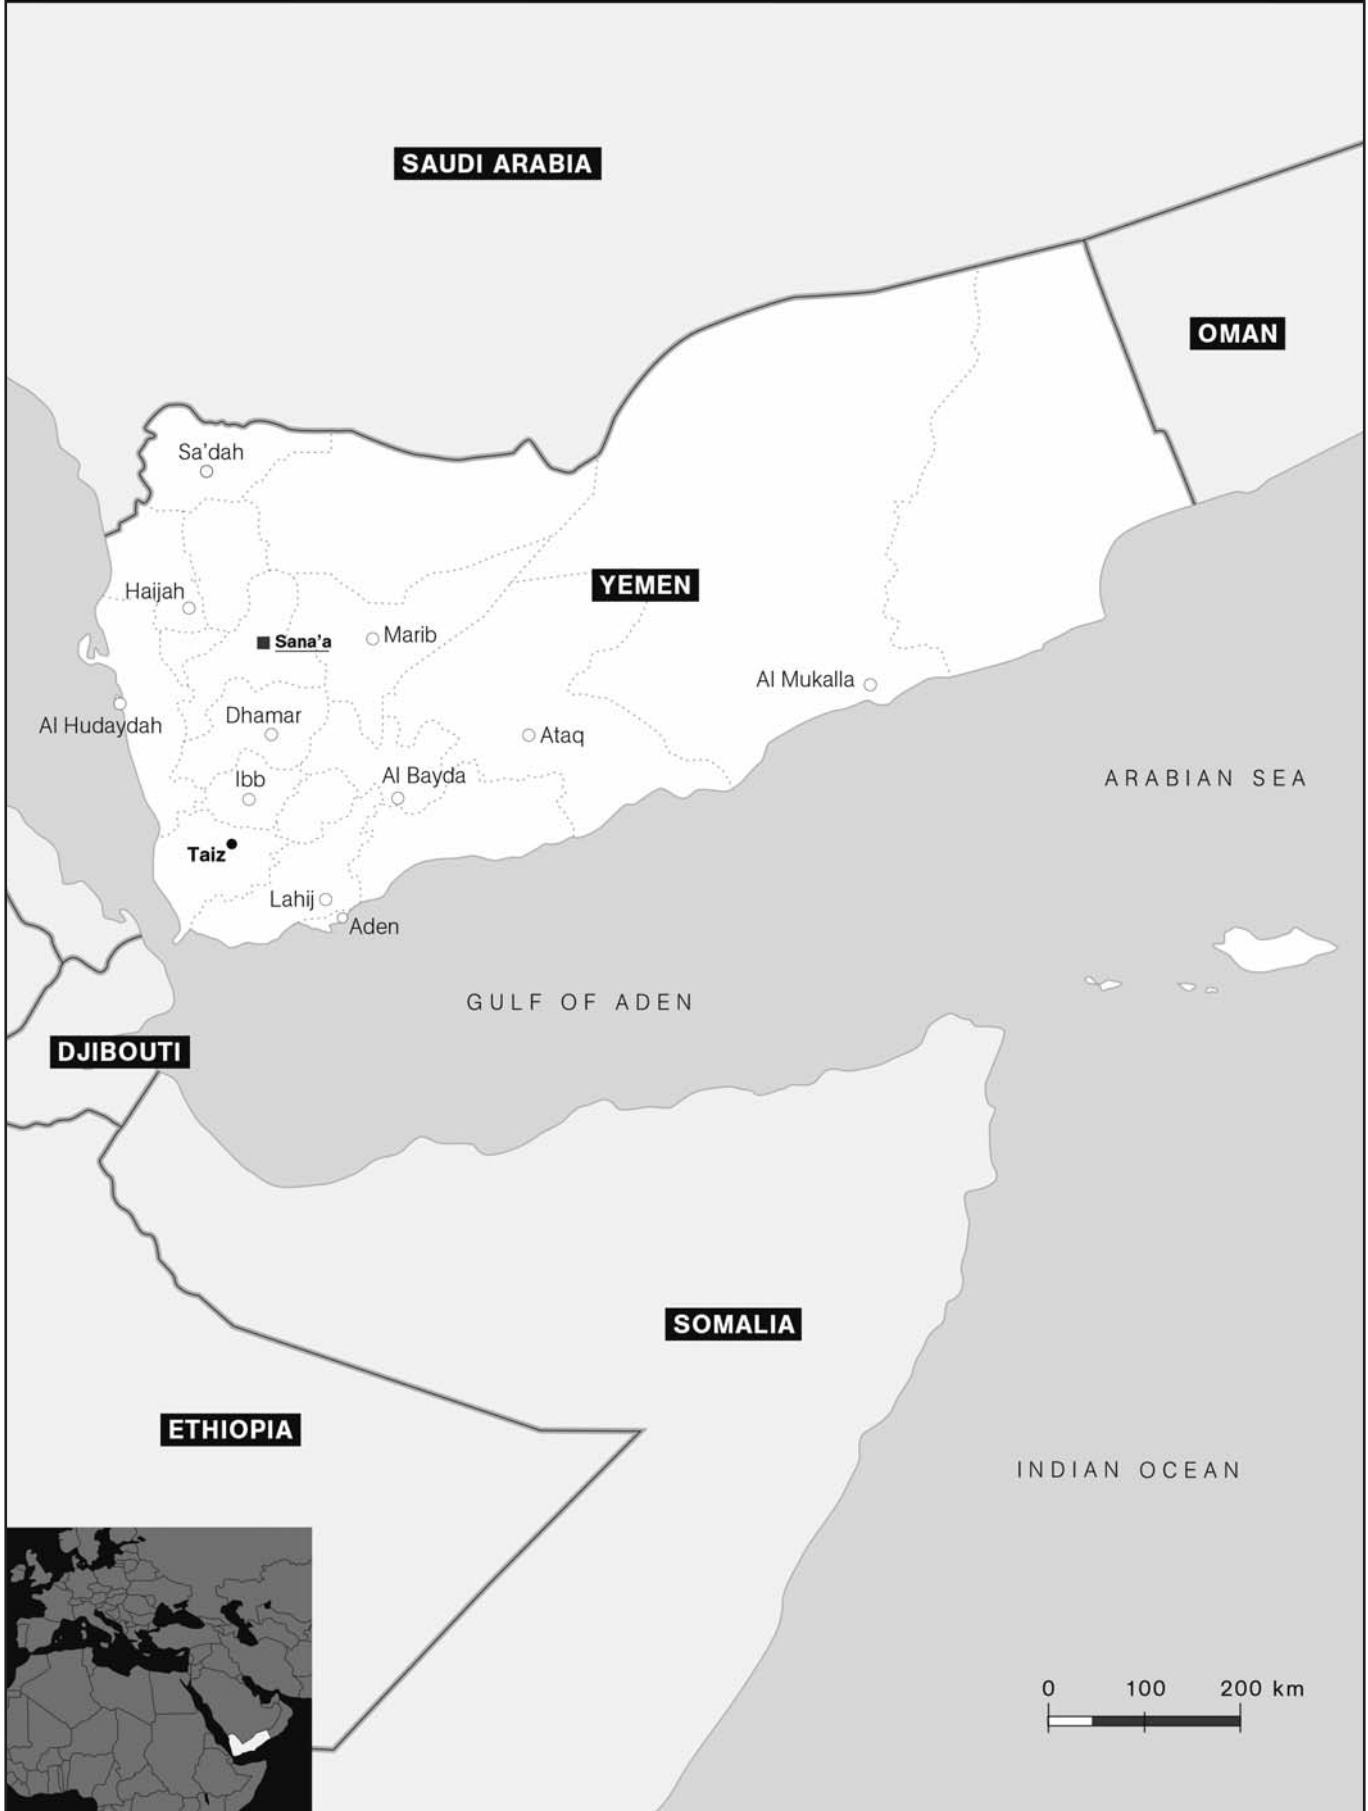 SAUDI ARABIA
OMAN
Sa'dah
YEMEN
Haijah
Sana'a
Marib
Al Mukalla
Al Hudaydah
Dhamar
Ataq
Ibb
Al Bayda
ARABIAN SEA
Taiz
Lahij
Aden
GULF OF ADEN
DJIBOUTI
SOMALIA
ETHIOPIA
INDIAN OCEAN
0 100 200 km